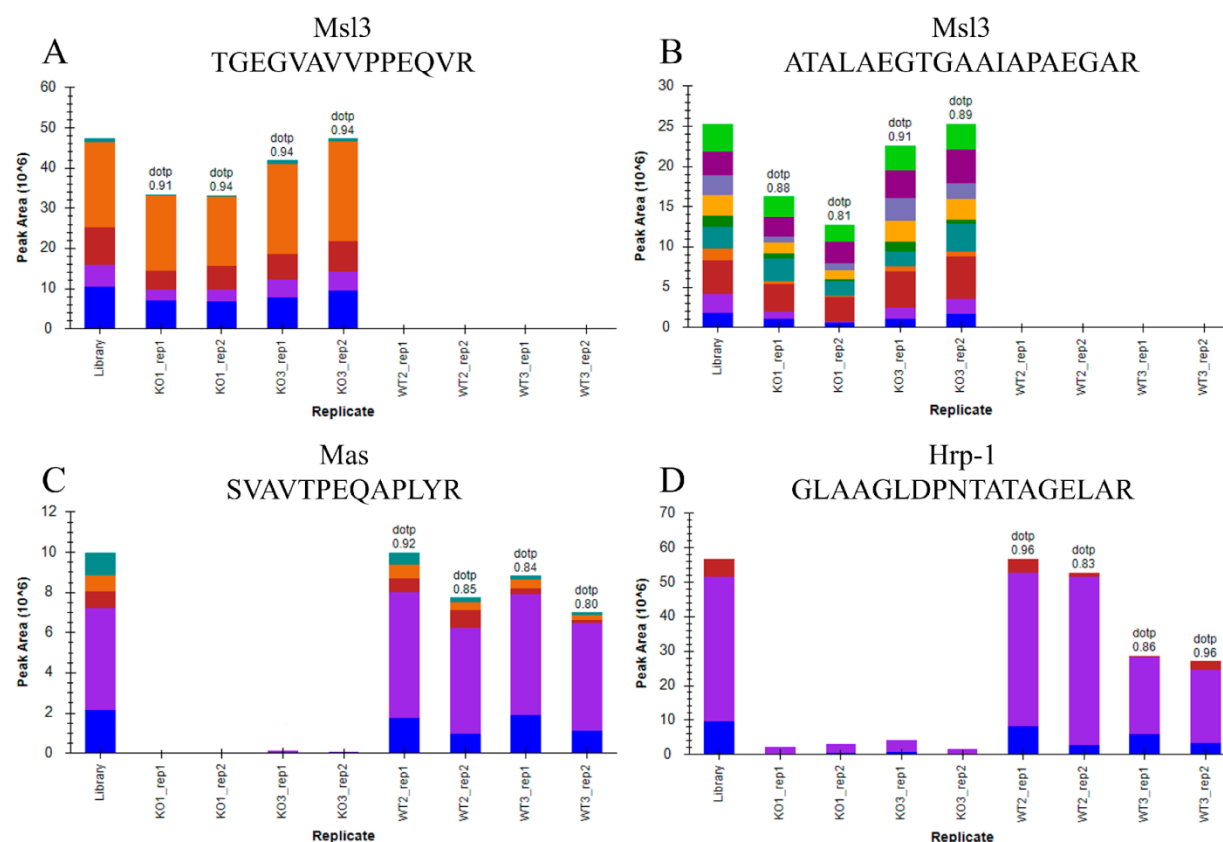 A
Msl3
TGEGVAVVPPEQVR
Peak Area (10^6)
60
50
40
30
20
10
0
dotp
0.91
dotp
0.94
dotp
0.94
dotp
0.94
Library
KO1_rep1
KO1_rep2
KO3_rep1
KO3_rep2
WT2_rep1
WT2_rep2
WT3_rep1
WT3_rep2
Replicate
B
Msl3
ATALAEGTGAAIAPAEGAR
Peak Area (10^6)
30
25
20
15
10
5
0
dotp
0.88
dotp
0.81
dotp
0.91
dotp
0.89
Library
KO1_rep1
KO1_rep2
KO3_rep1
KO3_rep2
WT2_rep1
WT2_rep2
WT3_rep1
WT3_rep2
Replicate
C
Mas
SVAVTPEQAPLYR
Peak Area (10^6)
12
10
8
6
4
2
0
dotp
0.92
dotp
0.85
dotp
0.84
dotp
0.80
Library
KO1_rep1
KO1_rep2
KO3_rep1
KO3_rep2
WT2_rep1
WT2_rep2
WT3_rep1
WT3_rep2
Replicate
D
Hrp-1
GLAAGLDPNTATAGELAR
Peak Area (10^6)
70
60
50
40
30
20
10
0
dotp
0.96
dotp
0.83
dotp
0.86
dotp
0.96
Library
KO1_rep1
KO1_rep2
KO3_rep1
KO3_rep2
WT2_rep1
WT2_rep2
WT3_rep1
WT3_rep2
Replicate